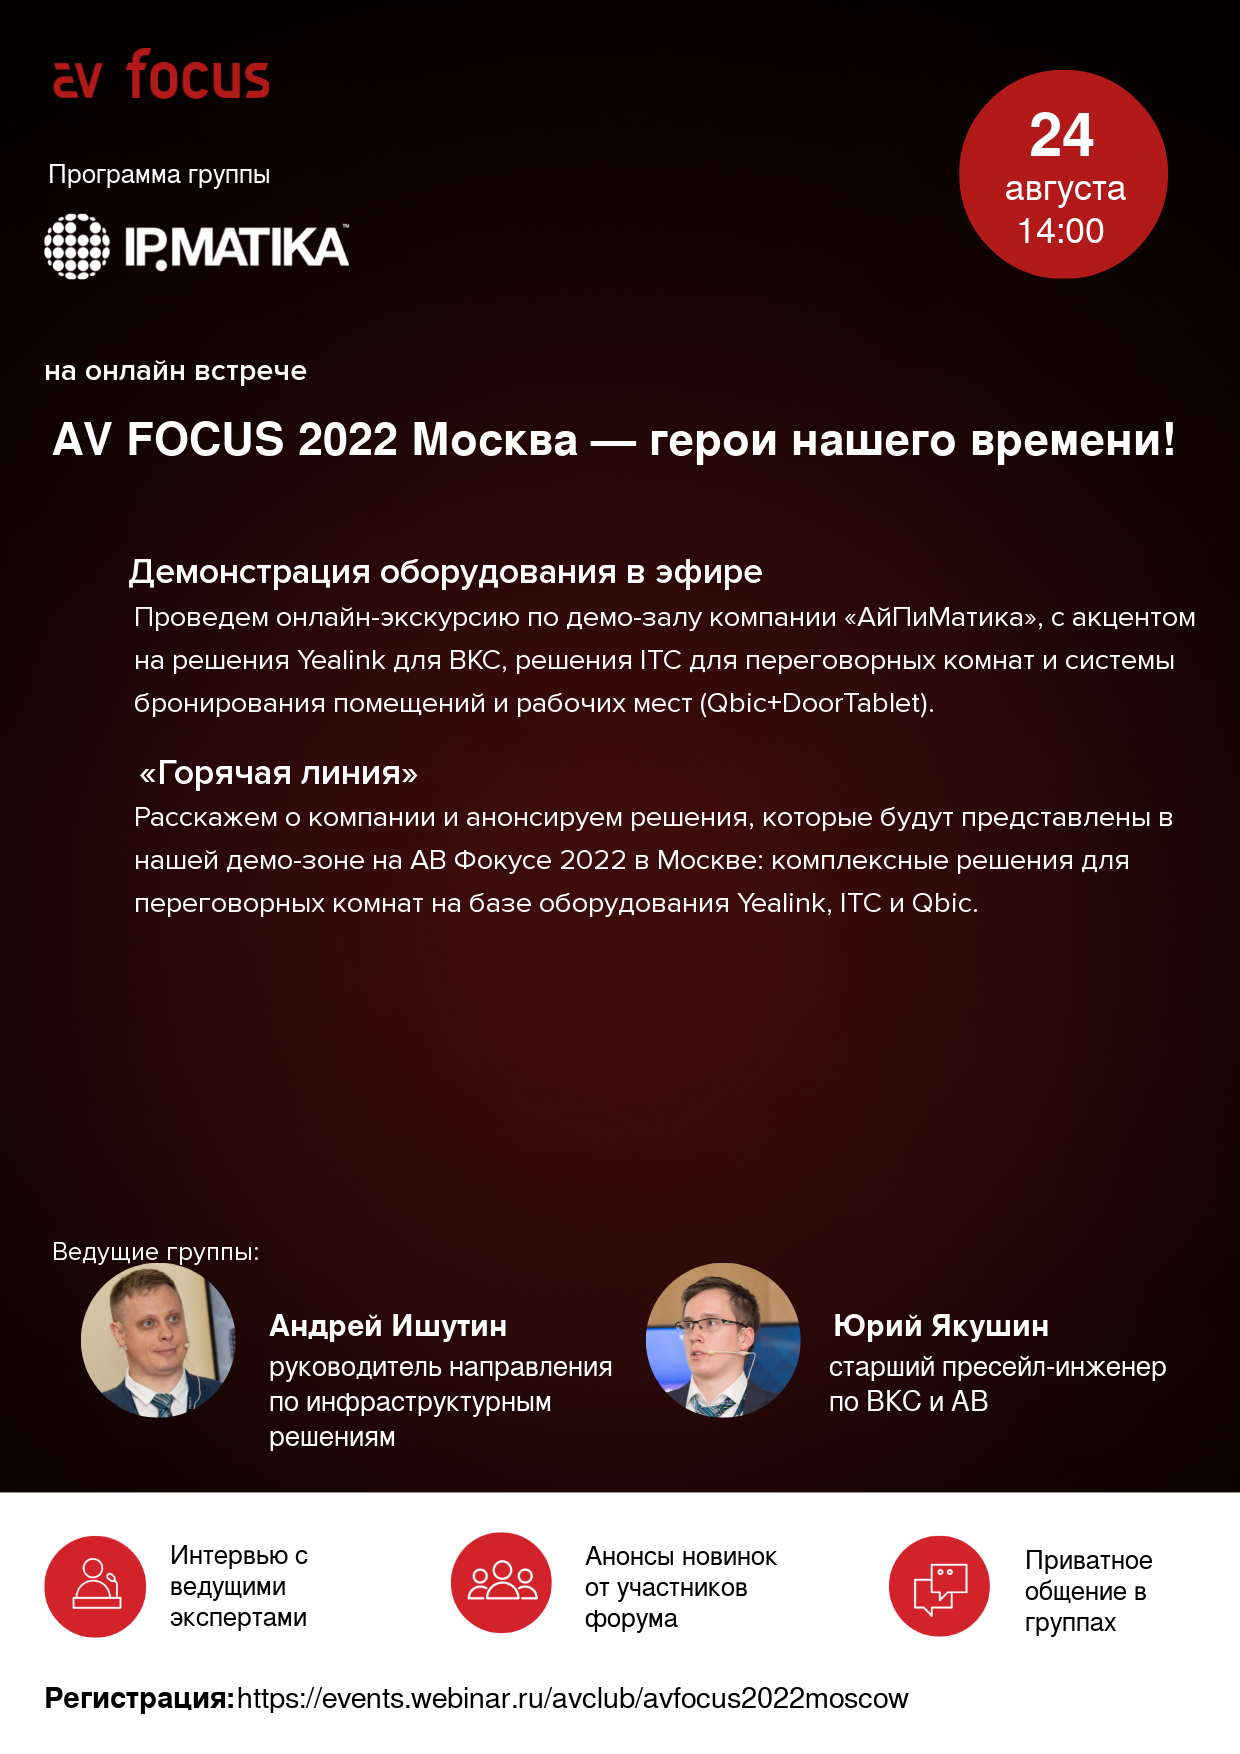 av focus
24
августа
14:00
Программа группы
IP.MATIKA™
на онлайн встрече
AV FOCUS 2022 Москва — герои нашего времени!
Демонстрация оборудования в эфире
Проведем онлайн-экскурсию по демо-залу компании «АйПиМатика», с акцентом
на решения Yealink для ВКС, решения ITC для переговорных комнат и системы
бронирования помещений и рабочих мест (Qbic+DoorTablet).
«Горячая линия»
Расскажем о компании и анонсируем решения, которые будут представлены в
нашей демо-зоне на АВ Фокусе 2022 в Москве: комплексные решения для
переговорных комнат на базе оборудования Yealink, ITC и Qbic.
Ведущие группы:
Андрей Ишутин
руководитель направления
по инфраструктурным
решениям
Юрий Якушин
старший пресейл-инженер
по ВКС и АВ
Интервью с
ведущими
экспертами
Анонсы новинок
от участников
форума
Приватное
общение в
группах
Регистрация:https://events.webinar.ru/avclub/avfocus2022moscow